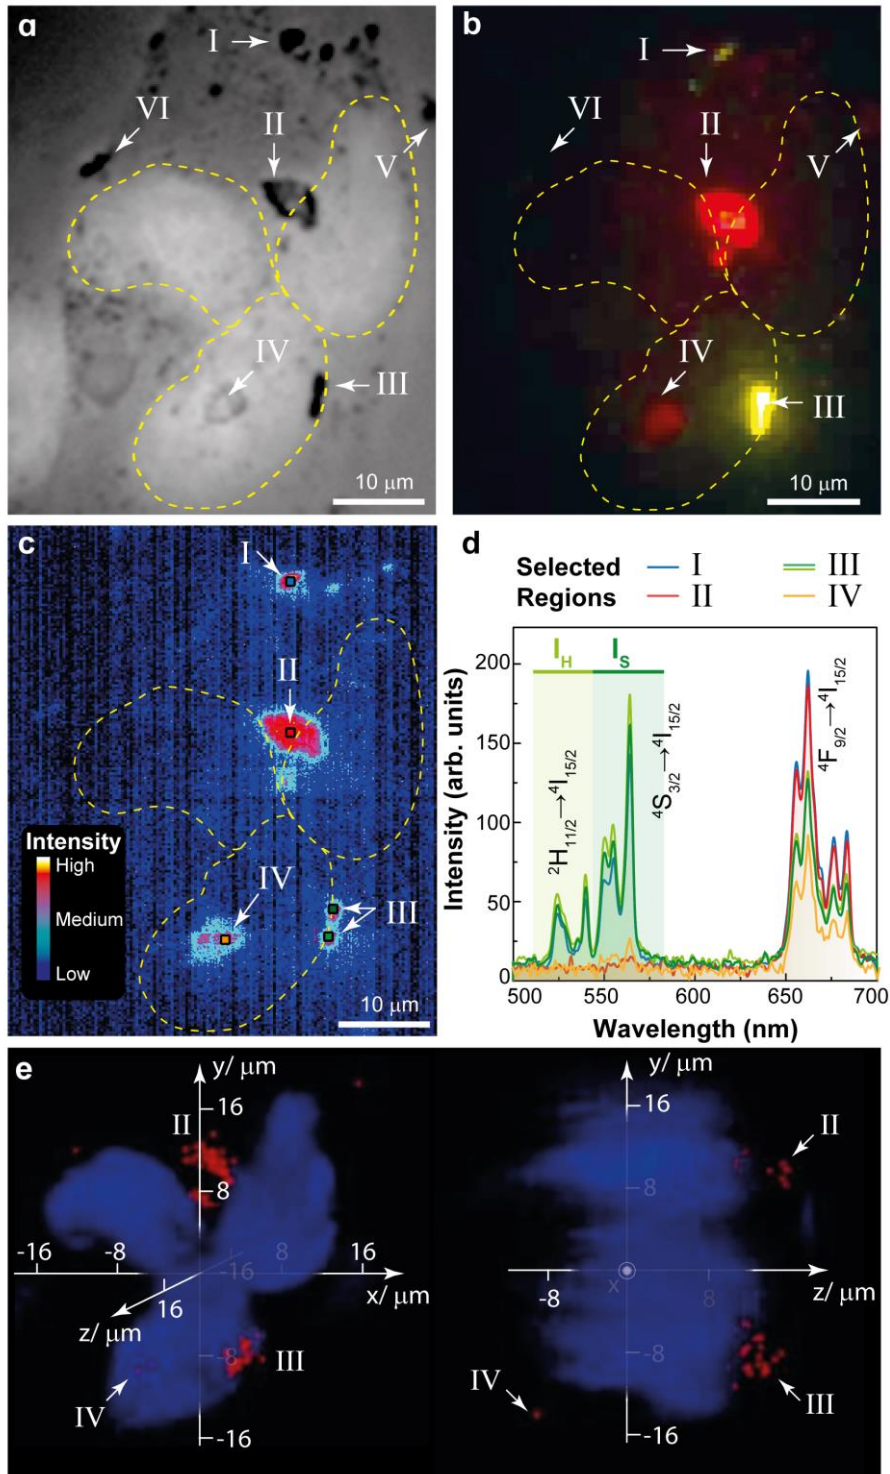 a
I
VI
II
V
IV
III
10 μm
b
I
VI
II
V
IV
III
10 μm
c
I
II
IV
III
Intensity
High
Medium
Low
10 μm
d
Selected Regions
I
II
III
IV
I_H
I_S
²H₁₁/₂→⁴I₁₅/₂
⁴S₃/₂→⁴I₁₅/₂
⁴F₉/₂→⁴I₁₅/₂
Intensity (arb. units)
200
150
100
50
0
500 550 600 650 700
Wavelength (nm)
e
y/ μm
16
II
8
-16 -8 -16 8 16
x/ μm
16
z/ μm
-8
III
IV
-16
y/ μm
16
II
8
x
-8 8
z/ μm
-8
IV
III
-16